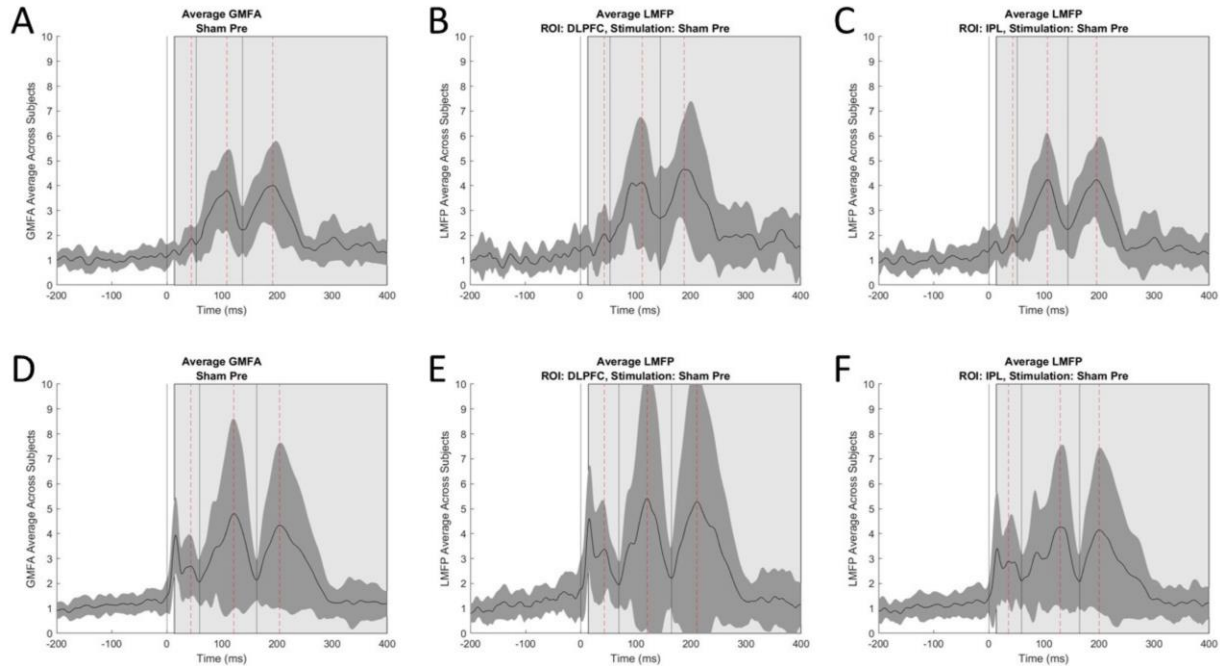 A
Average GMFA
Sham Pre
GMFA Average Across Subjects
10
9
8
7
6
5
4
3
2
1
0
-200 -100 0 100 200 300 400
Time (ms)
B
Average LMFP
ROI: DLPFC, Stimulation: Sham Pre
LMFP Average Across Subjects
10
9
8
7
6
5
4
3
2
1
0
-200 -100 0 100 200 300 400
Time (ms)
C
Average LMFP
ROI: IPL, Stimulation: Sham Pre
LMFP Average Across Subjects
10
9
8
7
6
5
4
3
2
1
0
-200 -100 0 100 200 300 400
Time (ms)
D
Average GMFA
Sham Pre
GMFA Average Across Subjects
10
9
8
7
6
5
4
3
2
1
0
-200 -100 0 100 200 300 400
Time (ms)
E
Average LMFP
ROI: DLPFC, Stimulation: Sham Pre
LMFP Average Across Subjects
10
9
8
7
6
5
4
3
2
1
0
-200 -100 0 100 200 300 400
Time (ms)
F
Average LMFP
ROI: IPL, Stimulation: Sham Pre
LMFP Average Across Subjects
10
9
8
7
6
5
4
3
2
1
0
-200 -100 0 100 200 300 400
Time (ms)